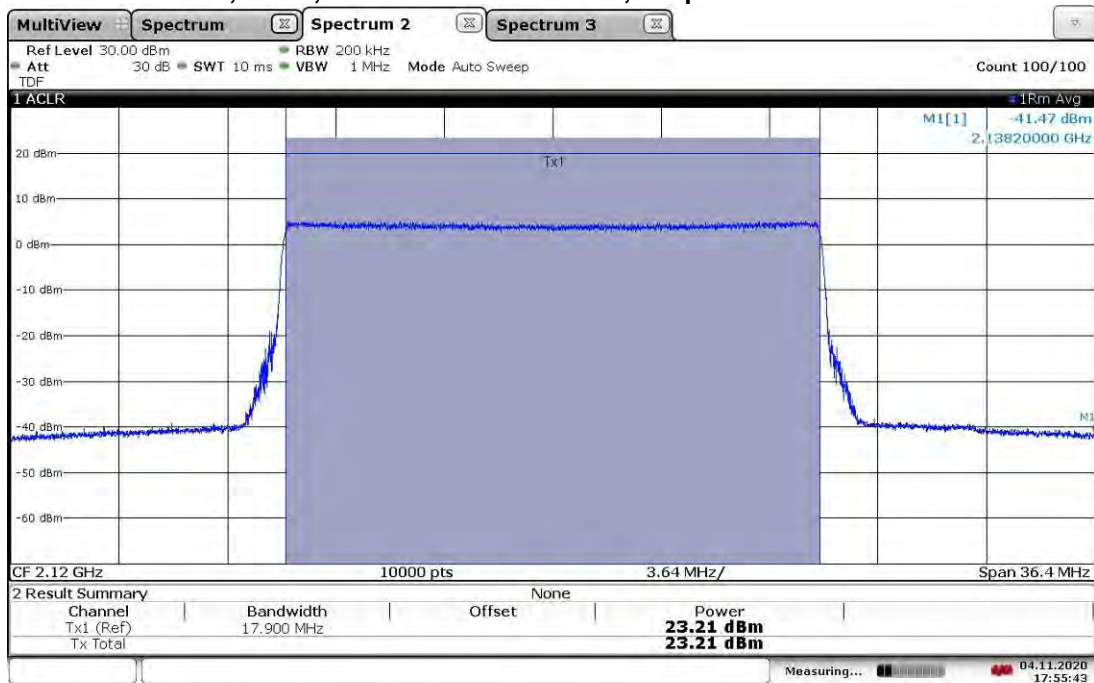 MultiView Spectrum Spectrum 2 Spectrum 3
Ref Level 30.00 dBm RBW 200 kHz
Att 30 dB SWT 10 ms VBW 1 MHz Mode Auto Sweep Count 100/100
TDF
1 ACLR 1Rm Avg
M1[1] -41.47 dBm
2.13820000 GHz
20 dBm
Tx1
10 dBm
0 dBm
-10 dBm
-20 dBm
-30 dBm
M1
-40 dBm
-50 dBm
-60 dBm
CF 2.12 GHz 10000 pts 3.64 MHz/ Span 36.4 MHz
2 Result Summary None
Channel Bandwidth Offset Power
Tx1 (Ref) 17.900 MHz 23.21 dBm
Tx Total 23.21 dBm
Measuring... 04.11.2020
17:55:43